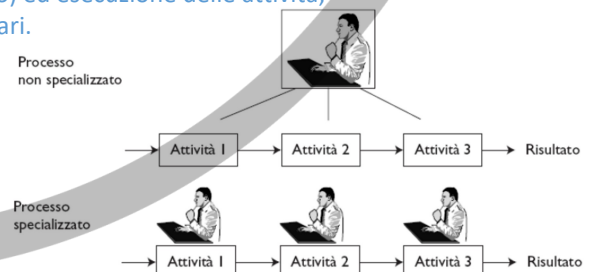 ed esecuzione delle attività,
ari.
Processo
non specializzato
Attività 1
Attività 2
Attività 3
Risultato
Processo
specializzato
Attività 1
Attività 2
Attività 3
Risultato